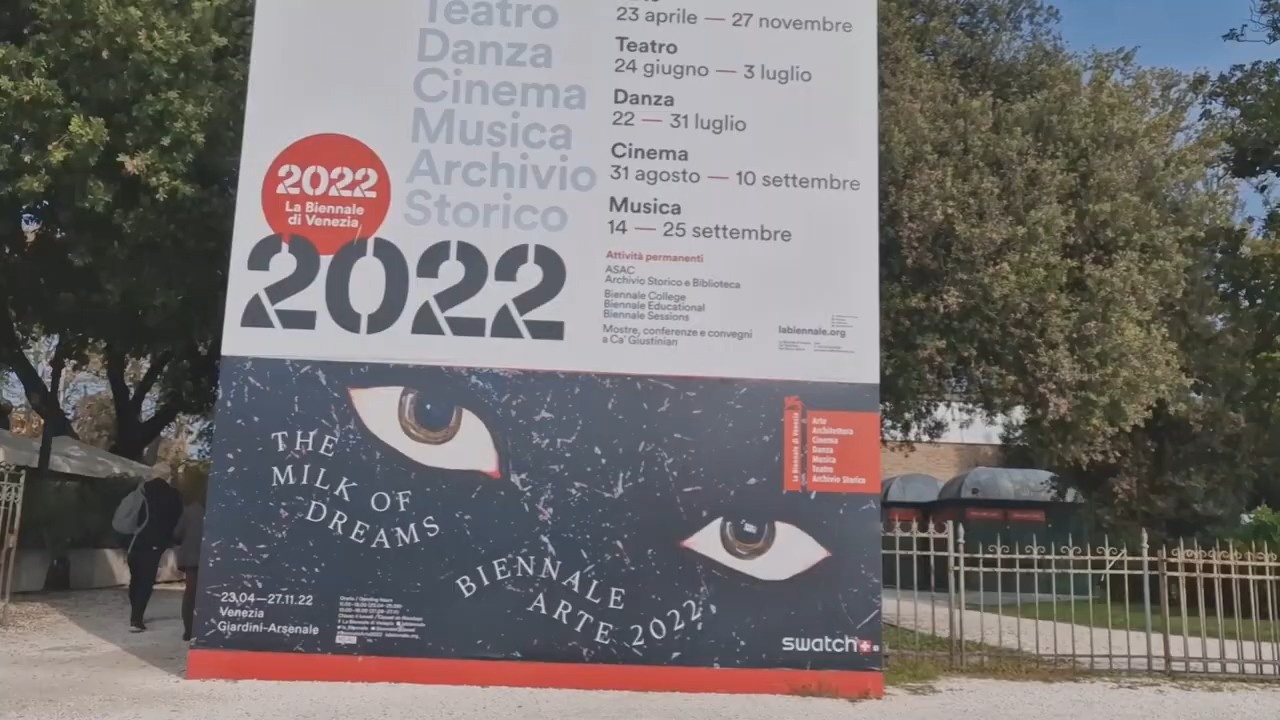 Teatro
Danza
Cinema
Musica
Archivio
Storico
2022
La Biennale
di Venezia
2022
23 aprile — 27 novembre
Teatro
24 giugno — 3 luglio
Danza
22 — 31 luglio
Cinema
31 agosto — 10 settembre
Musica
14 — 25 settembre
Attività permanenti
ASAC
Archivio Storico e Biblioteca
Biennale College
Biennale Educational
Biennale Sessions
Mostre, conferenze e convegni
a Ca' Giustinian
labiennale.org
THE
MILK OF
DREAMS
BIENNALE
ARTE 2022
La Biennale di Venezia
Arte
Architettura
Cinema
Danza
Musica
Teatro
Archivio Storico
23.04—27.11.22
Venezia
Giardini-Arsenale
swatch